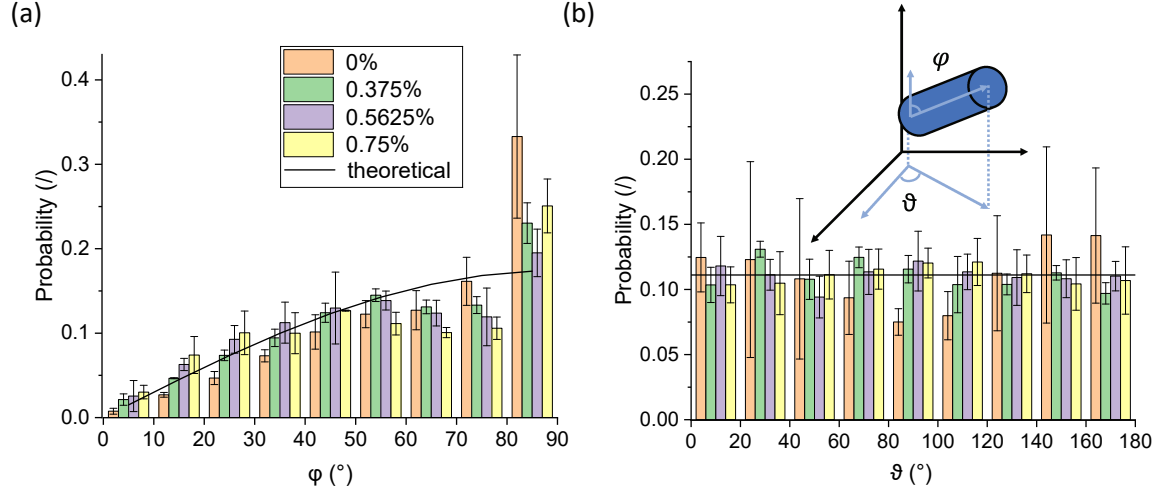 (a)
0%
0.375%
0.5625%
0.75%
theoretical
Probability (/)
0.4
0.3
0.2
0.1
0.0
0 10 20 30 40 50 60 70 80 90
φ (°)
(b)
φ
ϑ
Probability (/)
0.25
0.20
0.15
0.10
0.05
0.00
0 20 40 60 80 100 120 140 160 180
ϑ (°)